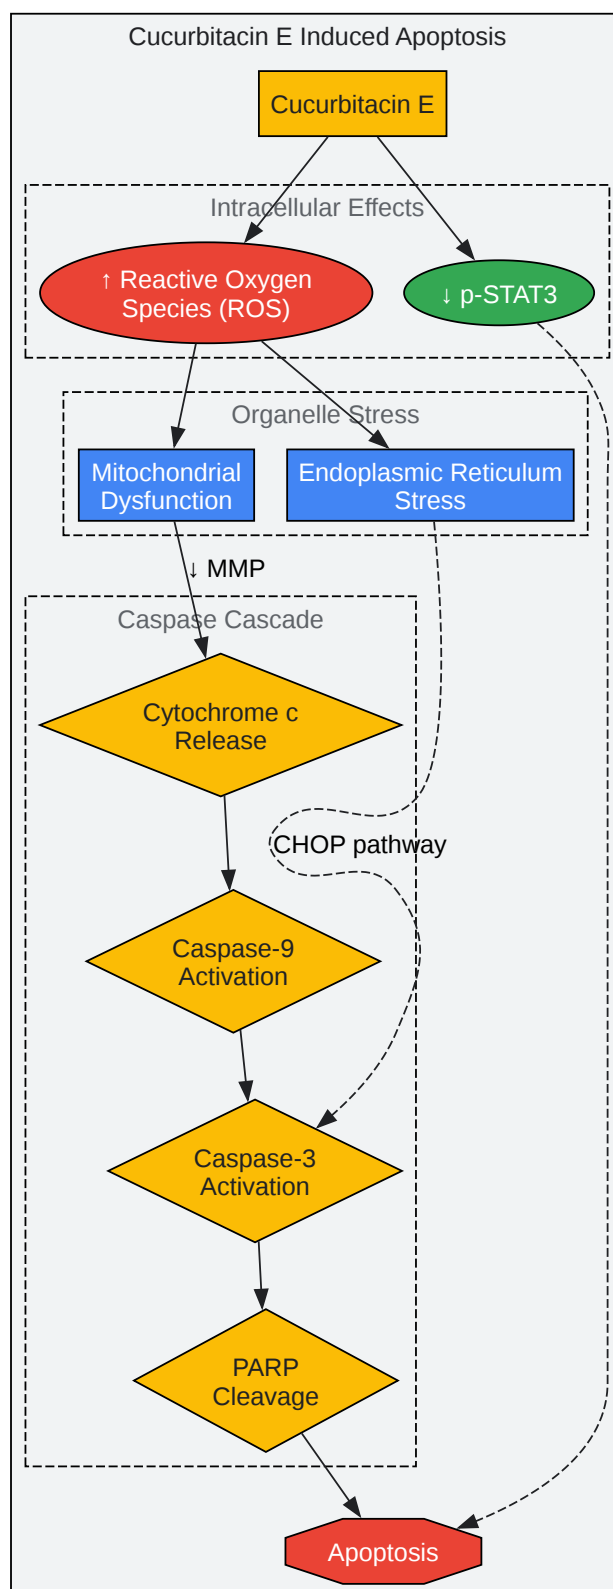 Cucurbitacin E Induced Apoptosis
Cucurbitacin E
Intracellular Effects
↑ Reactive Oxygen
Species (ROS)
↓ p-STAT3
Organelle Stress
Mitochondrial
Dysfunction
Endoplasmic Reticulum
Stress
↓ MMP
Caspase Cascade
Cytochrome c
Release
CHOP pathway
Caspase-9
Activation
Caspase-3
Activation
PARP
Cleavage
Apoptosis